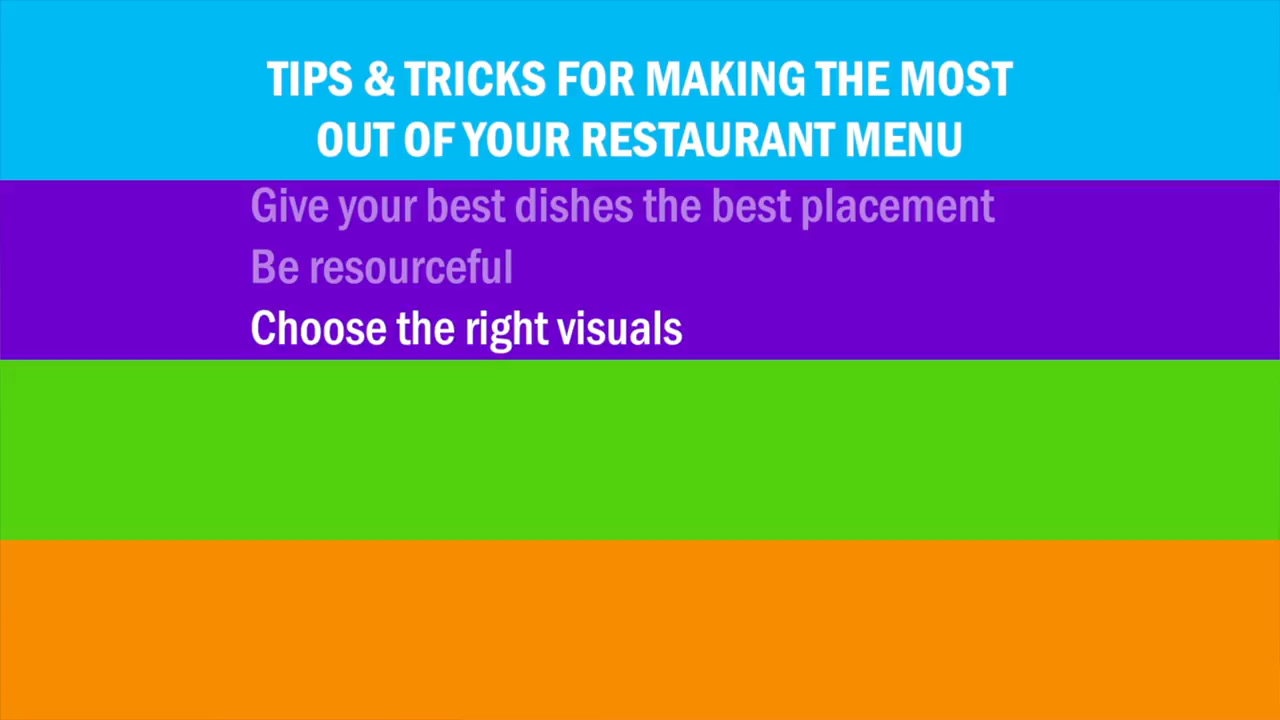 TIPS & TRICKS FOR MAKING THE MOST
OUT OF YOUR RESTAURANT MENU
Give your best dishes the best placement
Be resourceful
Choose the right visuals